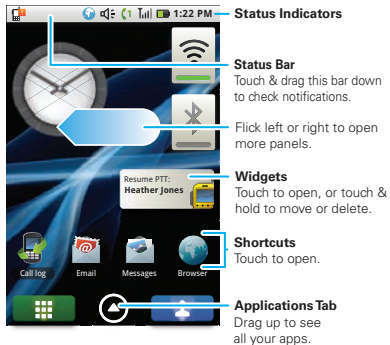 1:22 PM
Status Indicators
Status Bar
Touch & drag this bar down
to check notifications.
Flick left or right to open
more panels.
Resume PTT:
Heather Jones
Widgets
Touch to open, or touch &
hold to move or delete.
Call log
Email
Messages
Browser
Shortcuts
Touch to open.
Applications Tab
Drag up to see
all your apps.